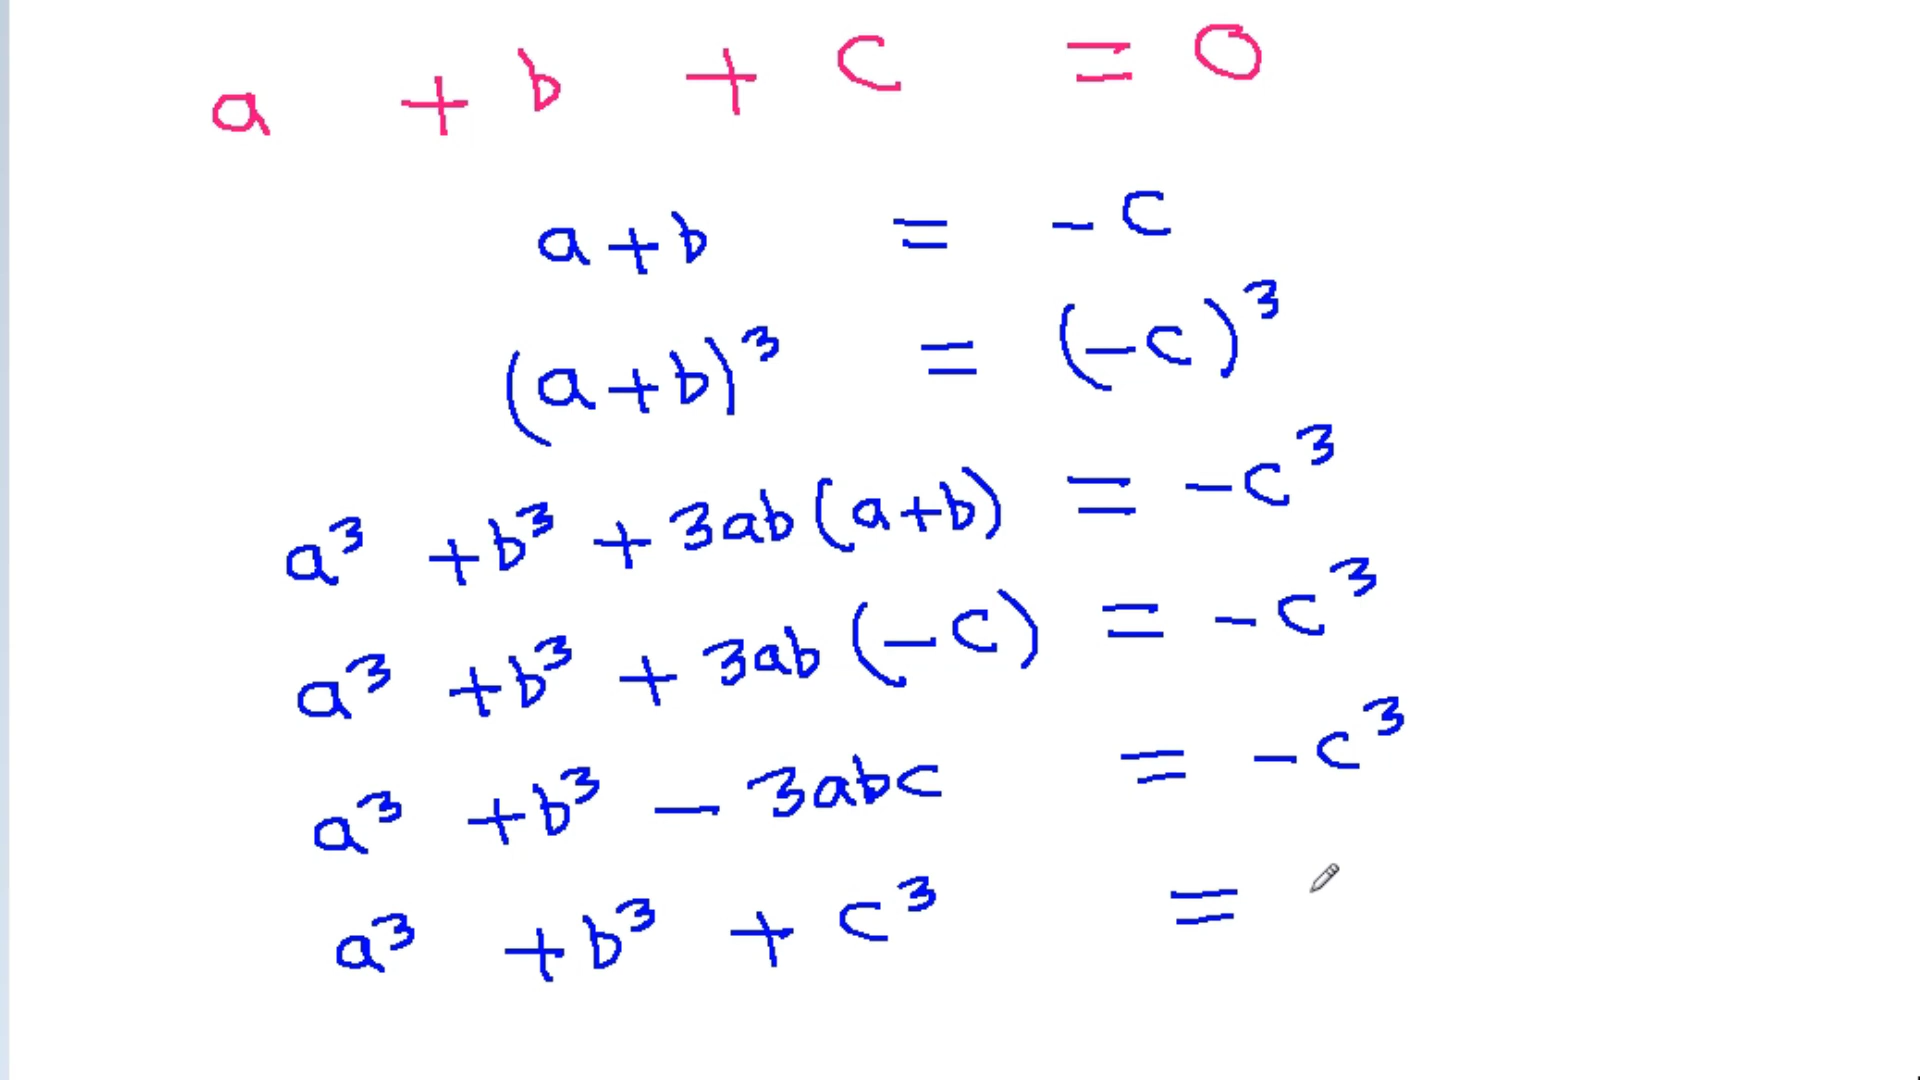 a + b + c = 0
a + b = - c
(a + b)³ = (- c)³
a³ + b³ + 3ab (a + b) = - c³
a³ + b³ + 3ab (- c) = - c³
a³ + b³ - 3abc = - c³
a³ + b³ + c³ =